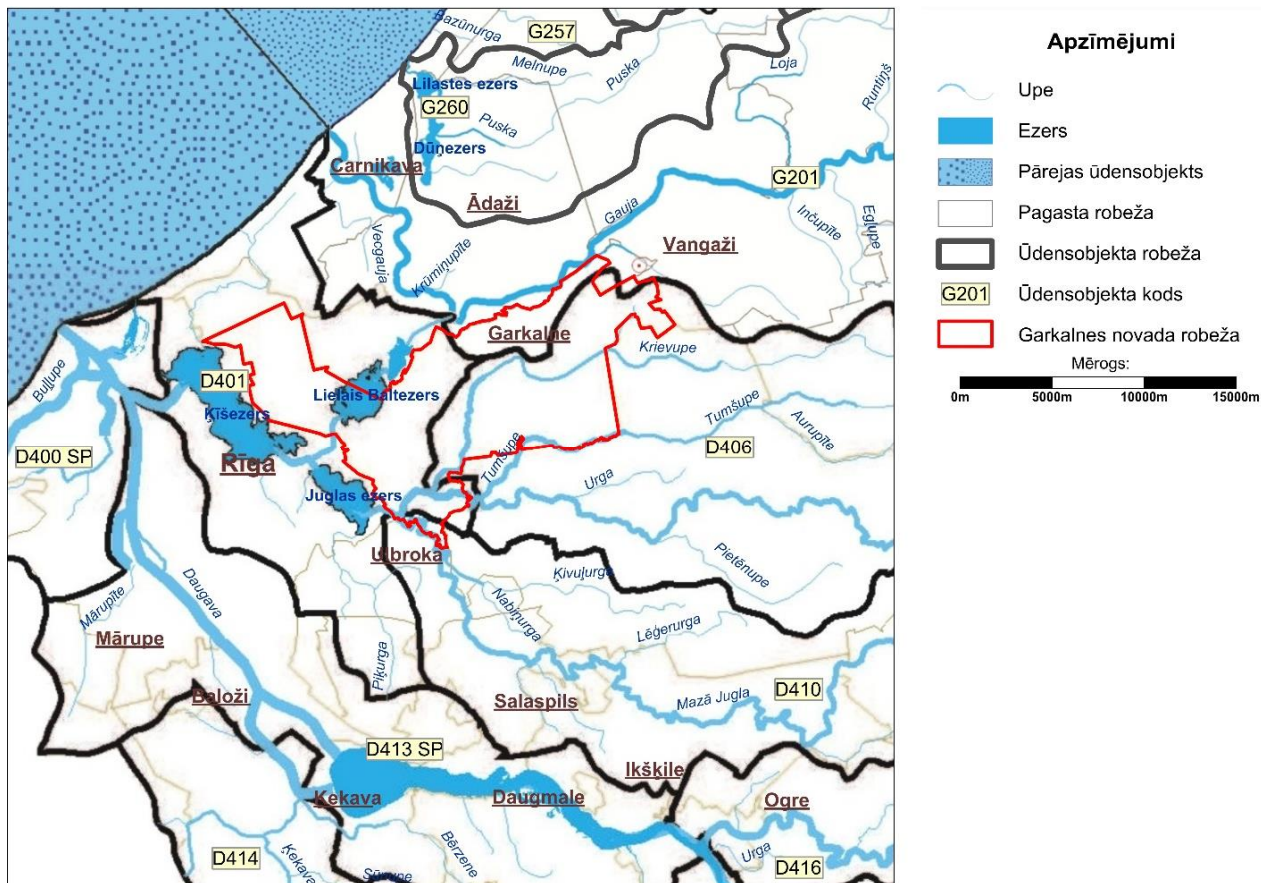 Bazūnurga
G257
Melnupe
Puska
Loja
Runtiņš
Lilastes ezers
G260
Puska
Dūņezers
Carnikava
G201
Ādaži
Gauja
Inčupīte
Egļupe
Vangaži
Vecgauja
Krūmiņupīte
Garkalne
Krievupe
Buļļupe
D401
Lielais Baltezers
Ķīšezers
Tumšupe
Aurupīte
Tumšupe
D406
D400 SP
Rīga
Urga
Juglas ezers
Ulbroka
Pietēnupe
Ķivuļurga
Daugava
Nabiņurga
Mārupīte
Lēģerurga
Mārupe
Piķurga
D410
Baloži
Salaspils
Mazā Jugla
D413 SP
Ikšķile
Ķekava
Daugmale
Ogre
D414
Ķekava
Bērzene
Urga
D416
Sūrupe
Apzīmējumi
Upe
Ezers
Pārejas ūdensobjekts
Pagasta robeža
Ūdensobjekta robeža
G201 Ūdensobjekta kods
Garkalnes novada robeža
Mērogs:
0m 5000m 10000m 15000m